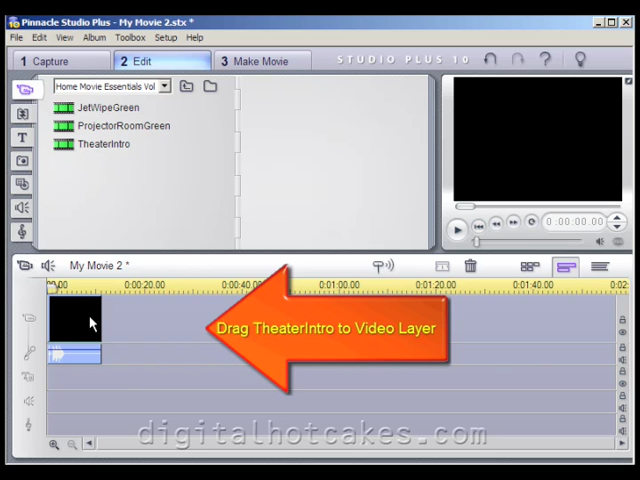 Pinnacle Studio Plus - My Movie 2.stx *
File Edit View Album Toolbox Setup Help
1 Capture 2 Edit 3 Make Movie STUDIO PLUS 10
Home Movie Essentials Vol
JetWipeGreen
ProjectorRoomGreen
TheaterIntro
0:00:00.00
My Movie 2 *
0:00:20.00 0:00:40.00 0:01:00.00 0:01:20.00 0:01:40.00
Drag TheaterIntro to Video Layer
digitalhotcakes.com